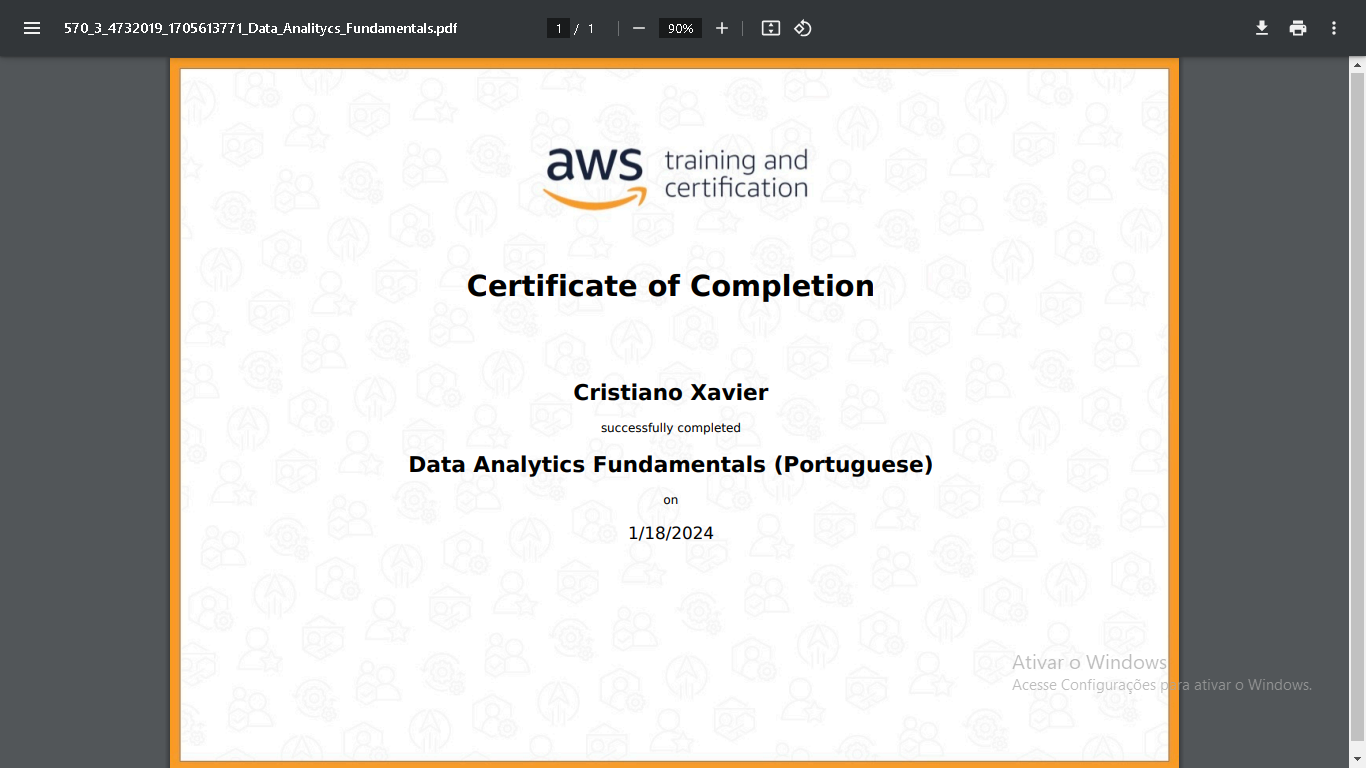 570_3_4732019_1705613771_Data_Analitycs_Fundamentals.pdf
1 / 1
90%
aws training and
certification
Certificate of Completion
Cristiano Xavier
successfully completed
Data Analytics Fundamentals (Portuguese)
on
1/18/2024
Ativar o Windows
Acesse Configurações para ativar o Windows.